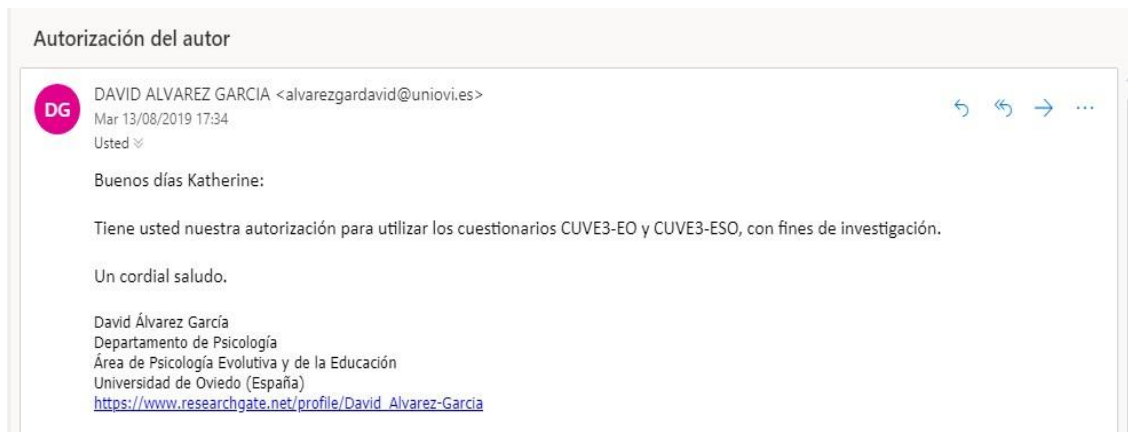 Autorización del autor
DG
DAVID ALVAREZ GARCIA <alvarezgardavid@uniovi.es>
Mar 13/08/2019 17:34
Usted
Buenos días Katherine:
Tiene usted nuestra autorización para utilizar los cuestionarios CUVE3-EO y CUVE3-ESO, con fines de investigación.
Un cordial saludo.
David Álvarez García
Departamento de Psicología
Área de Psicología Evolutiva y de la Educación
Universidad de Oviedo (España)
https://www.researchgate.net/profile/David_Alvarez-Garcia